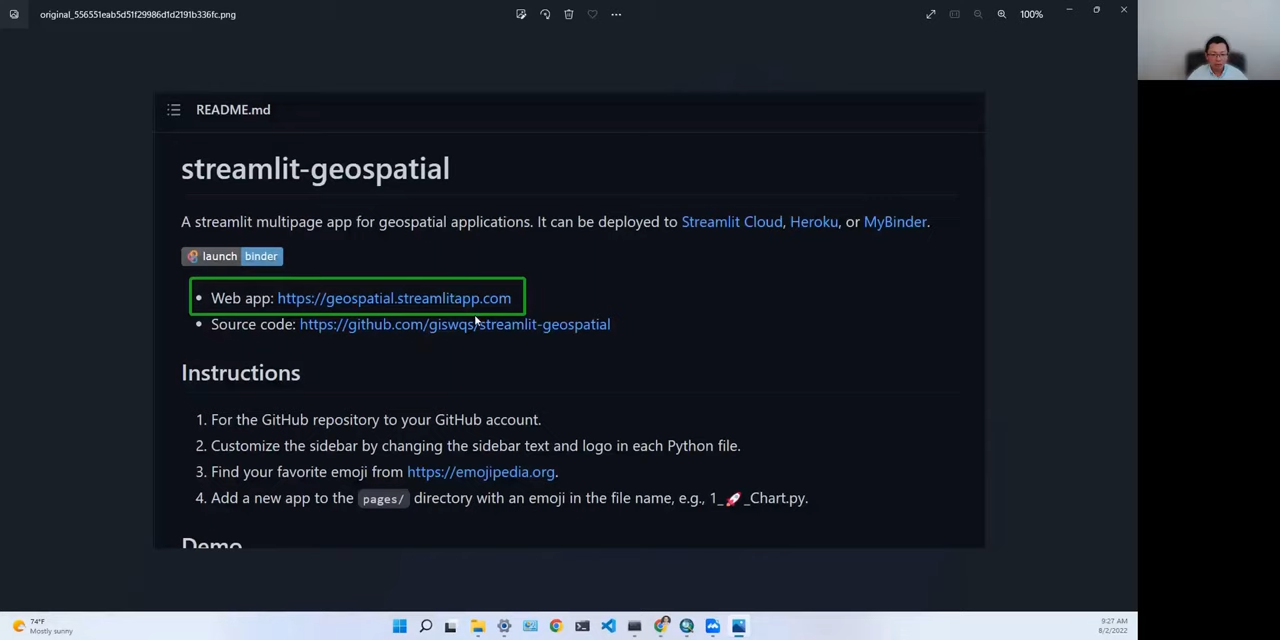 original_556551eab5d51f29986d1d2191b336fc.png
100%
README.md
streamlit-geospatial
A streamlit multipage app for geospatial applications. It can be deployed to Streamlit Cloud, Heroku, or MyBinder.
launch binder
• Web app: https://geospatial.streamlitapp.com
• Source code: https://github.com/giswqs/streamlit-geospatial
Instructions
1. For the GitHub repository to your GitHub account.
2. Customize the sidebar by changing the sidebar text and logo in each Python file.
3. Find your favorite emoji from https://emojipedia.org.
4. Add a new app to the pages/ directory with an emoji in the file name, e.g., 1_🚀_Chart.py.
Demo
74°F
Mostly sunny
9:27 AM
8/2/2022